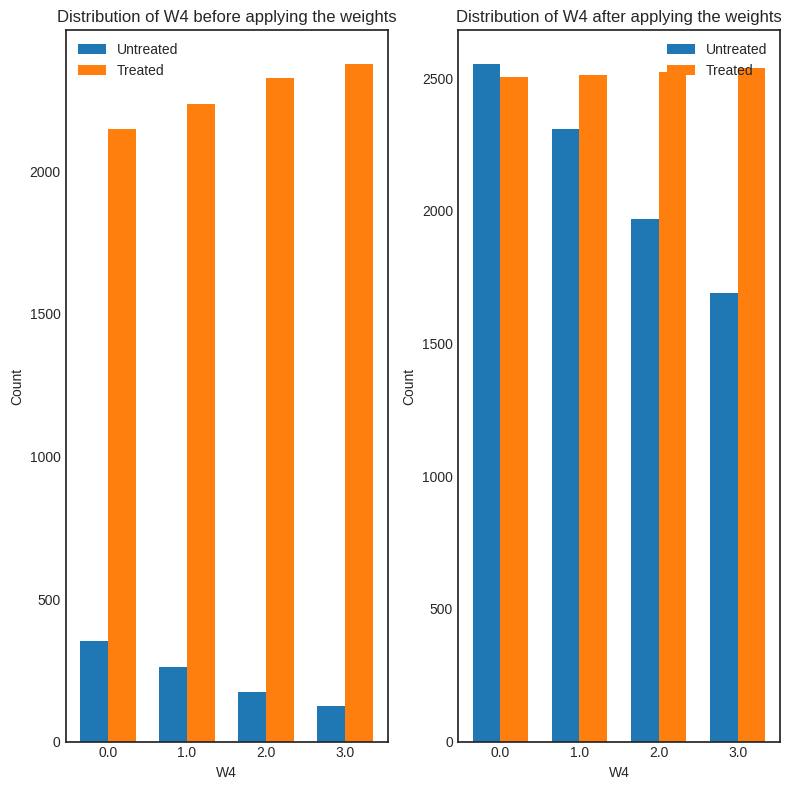 Distribution of W4 before applying the weights
Untreated
Treated
2000
1500
1000
500
0
Count
0.0 1.0 2.0 3.0
W4
Distribution of W4 after applying the weights
Untreated
Treated
2500
2000
1500
1000
500
0
Count
0.0 1.0 2.0 3.0
W4